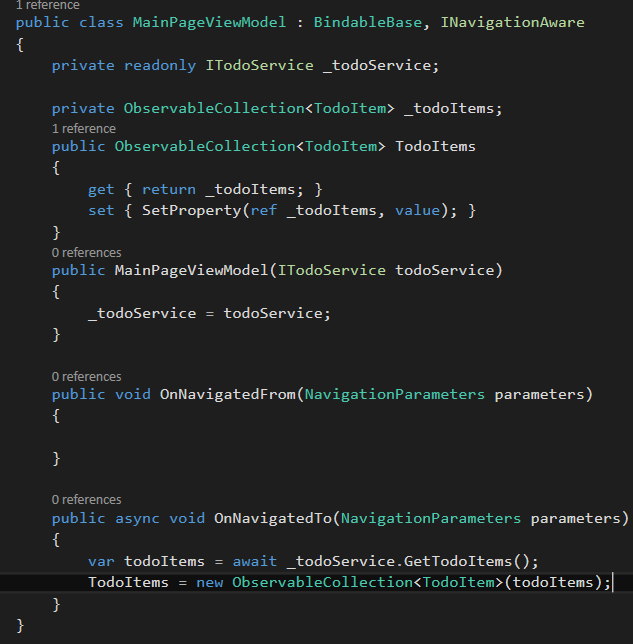 1 reference
public class MainPageViewModel : BindableBase, INavigationAware
{
private readonly ITodoService _todoService;
private ObservableCollection<TodoItem> _todoItems;
1 reference
public ObservableCollection<TodoItem> TodoItems
{
get { return _todoItems; }
set { SetProperty(ref _todoItems, value); }
}
0 references
public MainPageViewModel(ITodoService todoService)
{
_todoService = todoService;
}
0 references
public void OnNavigatedFrom(NavigationParameters parameters)
{
}
0 references
public async void OnNavigatedTo(NavigationParameters parameters)
{
var todoItems = await _todoService.GetTodoItems();
TodoItems = new ObservableCollection<TodoItem>(todoItems);
}
}